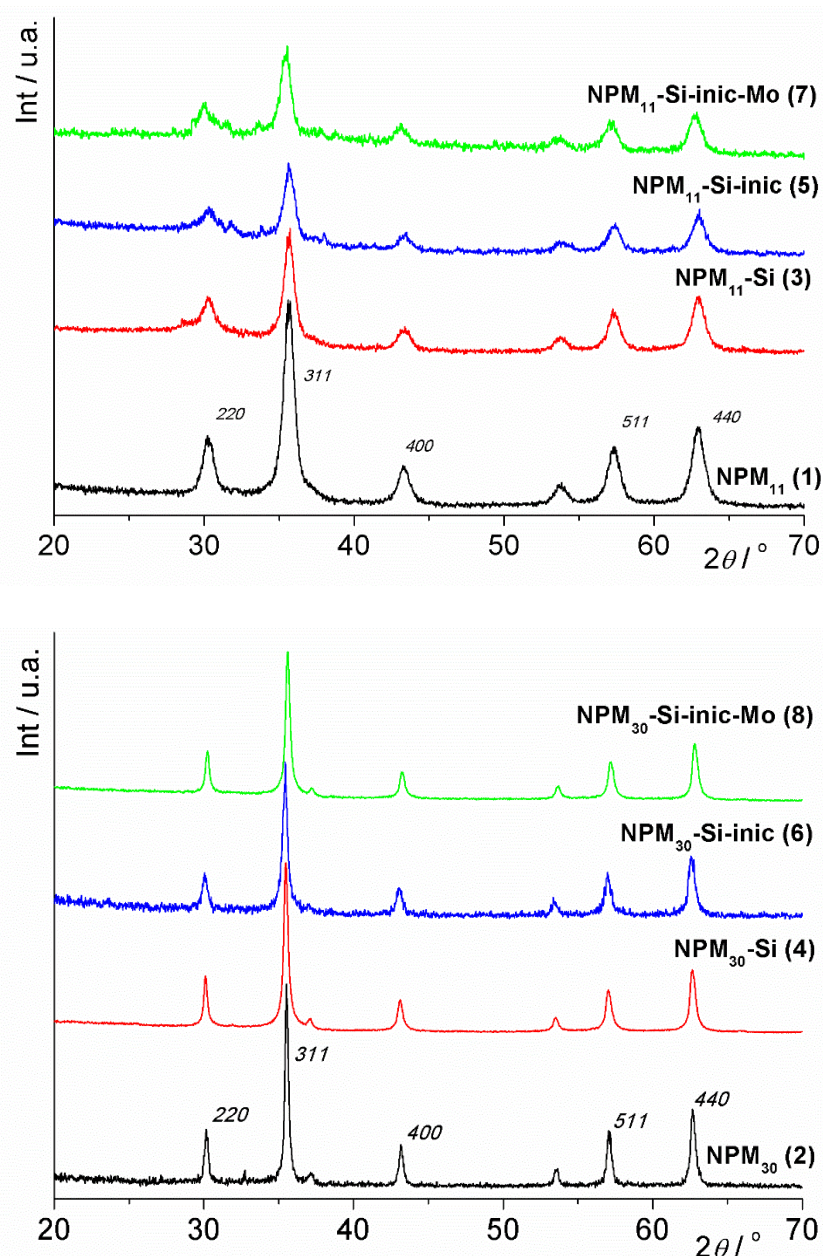 Int / u.a.
NPM₁₁-Si-inic-Mo (7)
NPM₁₁-Si-inic (5)
NPM₁₁-Si (3)
311
220
400
511
440
NPM₁₁ (1)
20 30 40 50 60 70
2θ / °
Int / u.a.
NPM₃₀-Si-inic-Mo (8)
NPM₃₀-Si-inic (6)
NPM₃₀-Si (4)
311
220
400
511
440
NPM₃₀ (2)
20 30 40 50 60 70
2θ / °